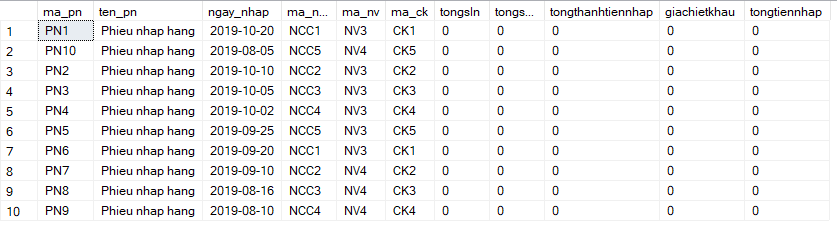 ma_pn ten_pn ngay_nhap ma_n... ma_nv ma_ck tongsln tongs... tongthanhtiennhap giachietkhau tongtiennhap
1 PN1 Phieu nhap hang 2019-10-20 NCC1 NV3 CK1 0 0 0 0 0
2 PN10 Phieu nhap hang 2019-08-05 NCC5 NV4 CK5 0 0 0 0 0
3 PN2 Phieu nhap hang 2019-10-10 NCC2 NV3 CK2 0 0 0 0 0
4 PN3 Phieu nhap hang 2019-10-05 NCC3 NV3 CK3 0 0 0 0 0
5 PN4 Phieu nhap hang 2019-10-02 NCC4 NV3 CK4 0 0 0 0 0
6 PN5 Phieu nhap hang 2019-09-25 NCC5 NV3 CK5 0 0 0 0 0
7 PN6 Phieu nhap hang 2019-09-20 NCC1 NV3 CK1 0 0 0 0 0
8 PN7 Phieu nhap hang 2019-09-10 NCC2 NV4 CK2 0 0 0 0 0
9 PN8 Phieu nhap hang 2019-08-16 NCC3 NV4 CK3 0 0 0 0 0
10 PN9 Phieu nhap hang 2019-08-10 NCC4 NV4 CK4 0 0 0 0 0